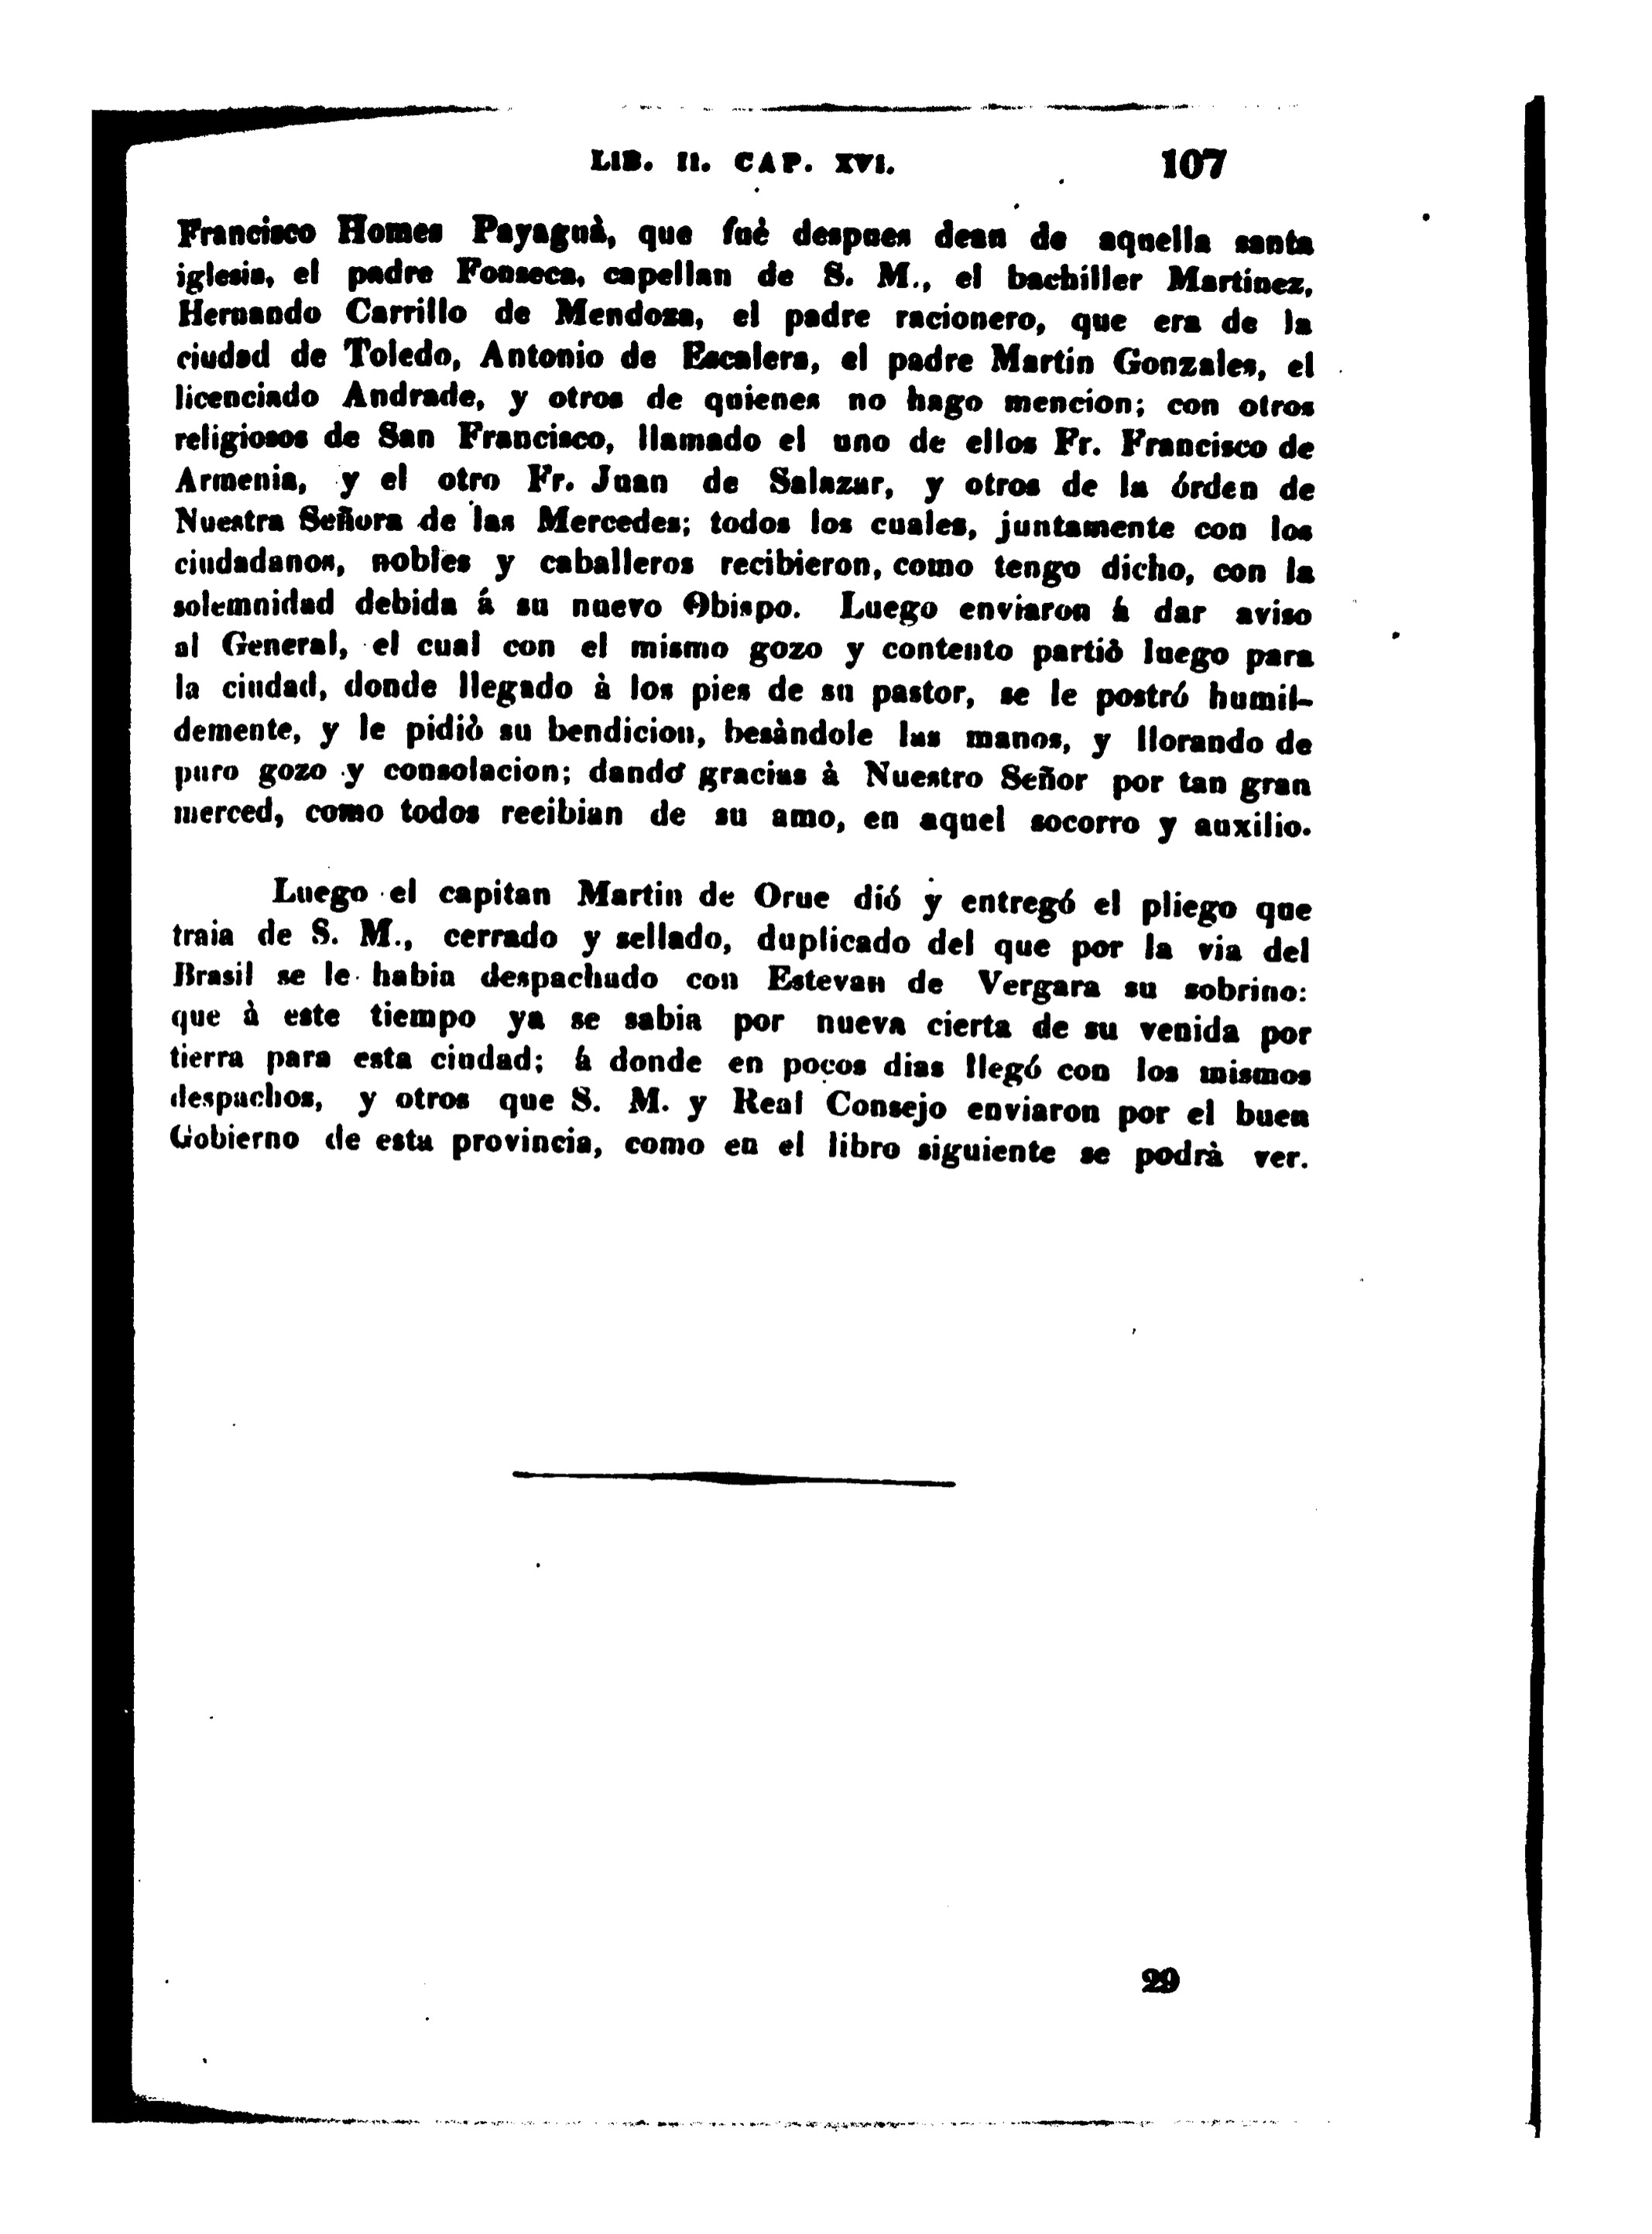 LIB. II. CAP. XVI. 107
Francisco Homes Payaguà, que fuè despues dean de aquella santa
iglesia, el padre Fonseca, capellan de S. M., el bachiller Martinez,
Hernando Carrillo de Mendoza, el padre racionero, que era de la
ciudad de Toledo, Antonio de Escalera, el padre Martin Gonzales, el
licenciado Andrade, y otros de quienes no hago mencion; con otros
religiosos de San Francisco, llamado el uno de ellos Fr. Francisco de
Armenia, y el otro Fr. Juan de Salazar, y otros de la órden de
Nuestra Señora de las Mercedes; todos los cuales, juntamente con los
ciudadanos, nobles y caballeros recibieron, como tengo dicho, con la
solemnidad debida á su nuevo Obispo. Luego enviaron à dar aviso
al General, el cual con el mismo gozo y contento partiò luego para
la ciudad, donde llegado à los pies de su pastor, se le postró humil-
demente, y le pidiò su bendicion, besàndole las manos, y llorando de
puro gozo y consolacion; dando gracias à Nuestro Señor por tan gran
merced, como todos recibian de su amo, en aquel socorro y auxilio.
Luego el capitan Martin de Orue dió y entregó el pliego que
traia de S. M., cerrado y sellado, duplicado del que por la via del
Brasil se le habia despachado con Estevan de Vergara su sobrino:
que à este tiempo ya se sabia por nueva cierta de su venida por
tierra para esta ciudad; á donde en pocos dias llegó con los mismos
despachos, y otros que S. M. y Real Consejo enviaron por el buen
Gobierno de esta provincia, como en el libro siguiente se podrà ver.
29